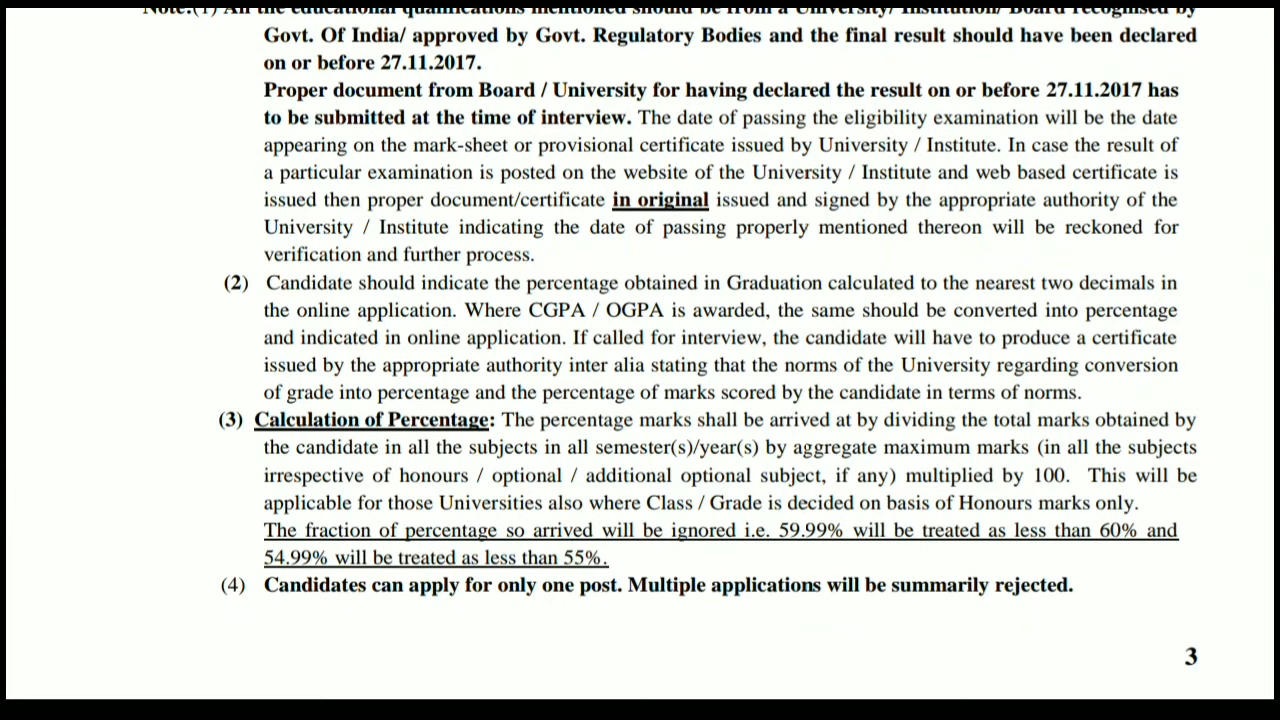 Note:(1) All the educational qualifications mentioned should be from a University/ Institution/ Board recognised by
Govt. Of India/ approved by Govt. Regulatory Bodies and the final result should have been declared
on or before 27.11.2017.
Proper document from Board / University for having declared the result on or before 27.11.2017 has
to be submitted at the time of interview. The date of passing the eligibility examination will be the date
appearing on the mark-sheet or provisional certificate issued by University / Institute. In case the result of
a particular examination is posted on the website of the University / Institute and web based certificate is
issued then proper document/certificate in original issued and signed by the appropriate authority of the
University / Institute indicating the date of passing properly mentioned thereon will be reckoned for
verification and further process.
(2) Candidate should indicate the percentage obtained in Graduation calculated to the nearest two decimals in
the online application. Where CGPA / OGPA is awarded, the same should be converted into percentage
and indicated in online application. If called for interview, the candidate will have to produce a certificate
issued by the appropriate authority inter alia stating that the norms of the University regarding conversion
of grade into percentage and the percentage of marks scored by the candidate in terms of norms.
(3) Calculation of Percentage: The percentage marks shall be arrived at by dividing the total marks obtained by
the candidate in all the subjects in all semester(s)/year(s) by aggregate maximum marks (in all the subjects
irrespective of honours / optional / additional optional subject, if any) multiplied by 100. This will be
applicable for those Universities also where Class / Grade is decided on basis of Honours marks only.
The fraction of percentage so arrived will be ignored i.e. 59.99% will be treated as less than 60% and
54.99% will be treated as less than 55%.
(4) Candidates can apply for only one post. Multiple applications will be summarily rejected.
3